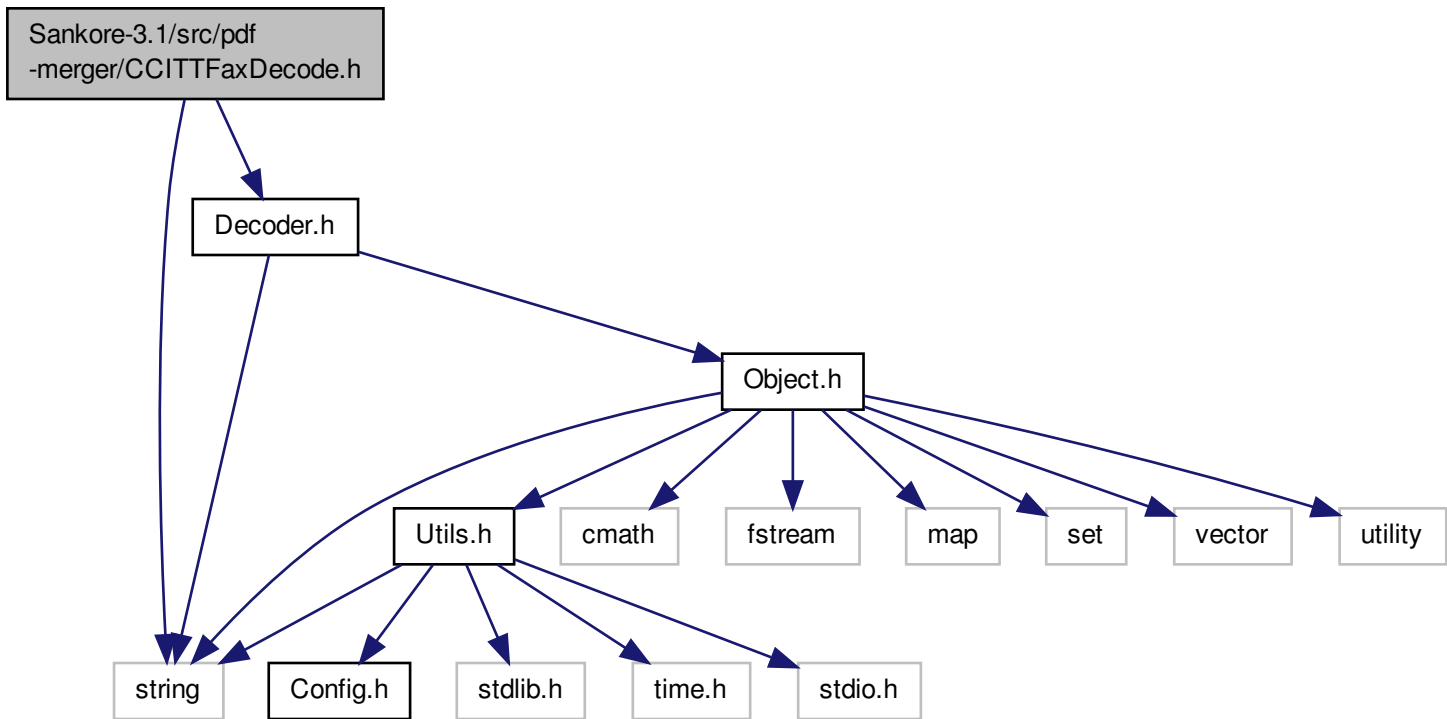 Sankore-3.1/src/pdf
-merger/CCITTFaxDecode.h
Decoder.h
Object.h
Utils.h
cmath
fstream
map
set
vector
utility
string
Config.h
stdlib.h
time.h
stdio.h